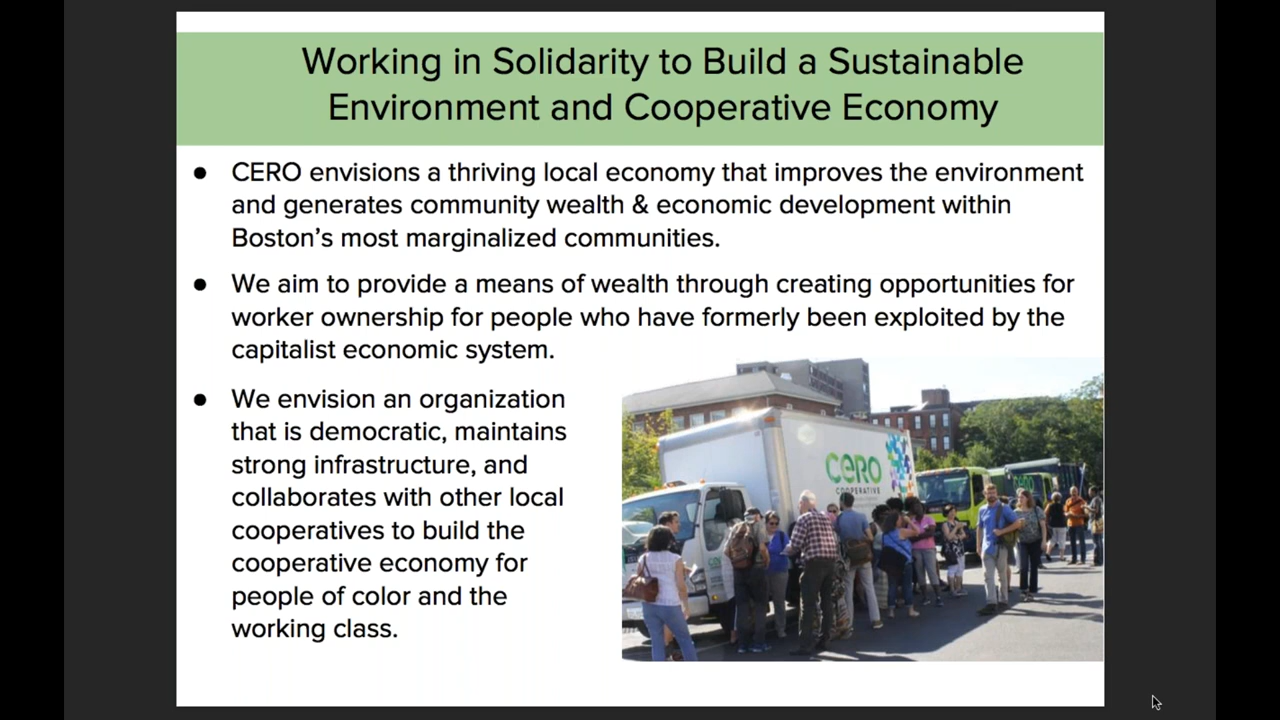 Working in Solidarity to Build a Sustainable
Environment and Cooperative Economy
● CERO envisions a thriving local economy that improves the environment
and generates community wealth & economic development within
Boston's most marginalized communities.
● We aim to provide a means of wealth through creating opportunities for
worker ownership for people who have formerly been exploited by the
capitalist economic system.
● We envision an organization
that is democratic, maintains
strong infrastructure, and
collaborates with other local
cooperatives to build the
cooperative economy for
people of color and the
working class.
cero
COOPERATIVE